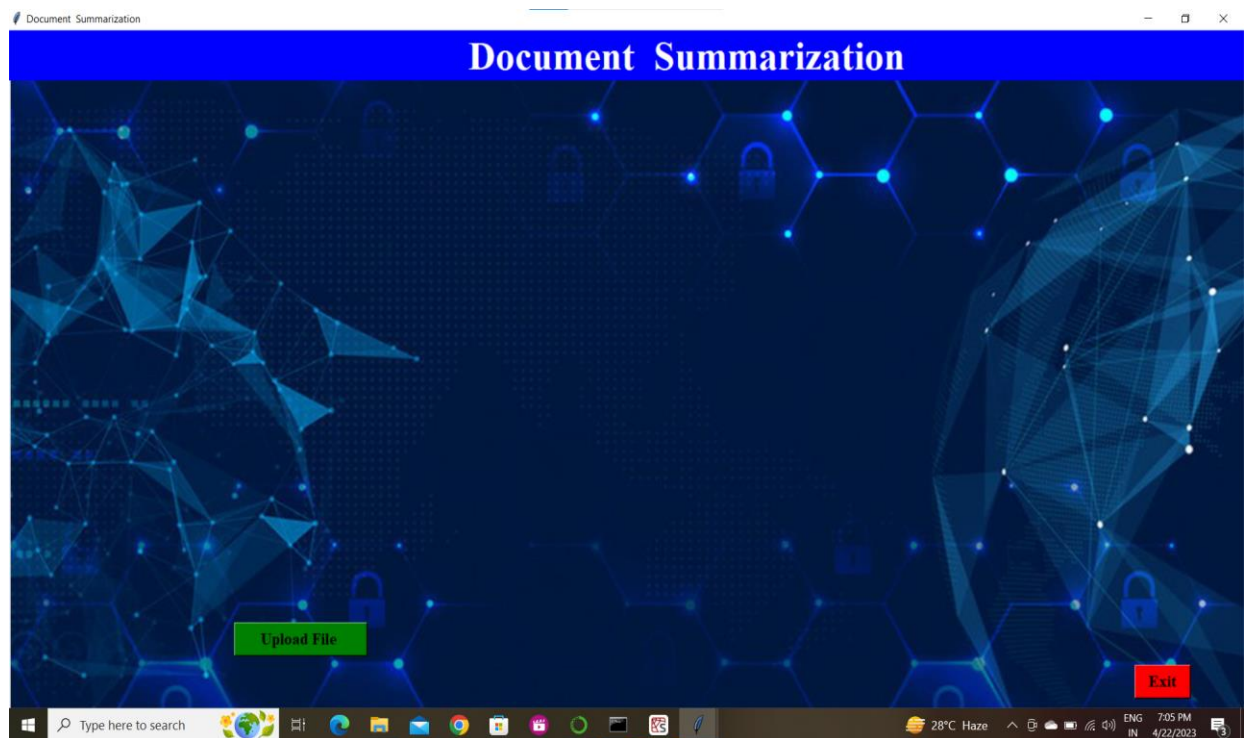 Document Summarization
Document Summarization
Upload File
Exit
Type here to search
28°C Haze
ENG
IN
7:05 PM
4/22/2023
3